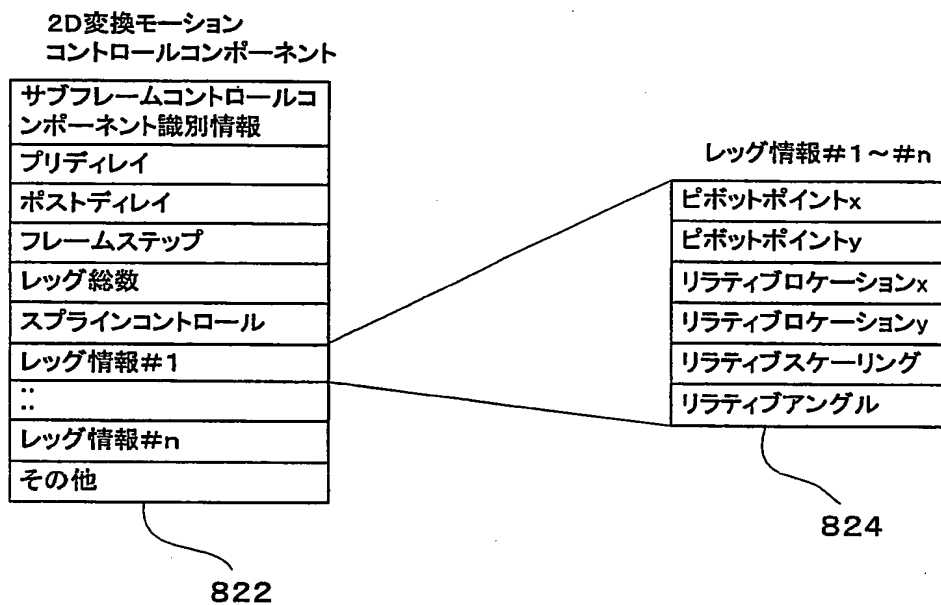 2D変換モーション
コントロールコンポーネント
サブフレームコントロールコ
ンポーネント識別情報
プリディレイ
ポストディレイ
フレームステップ
レッグ総数
スプラインコントロール
レッグ情報#1
::
レッグ情報#n
その他
822
レッグ情報#1～#n
ピボットポイントx
ピボットポイントy
リラティブロケーションx
リラティブロケーションy
リラティブスケーリング
リラティブアングル
824